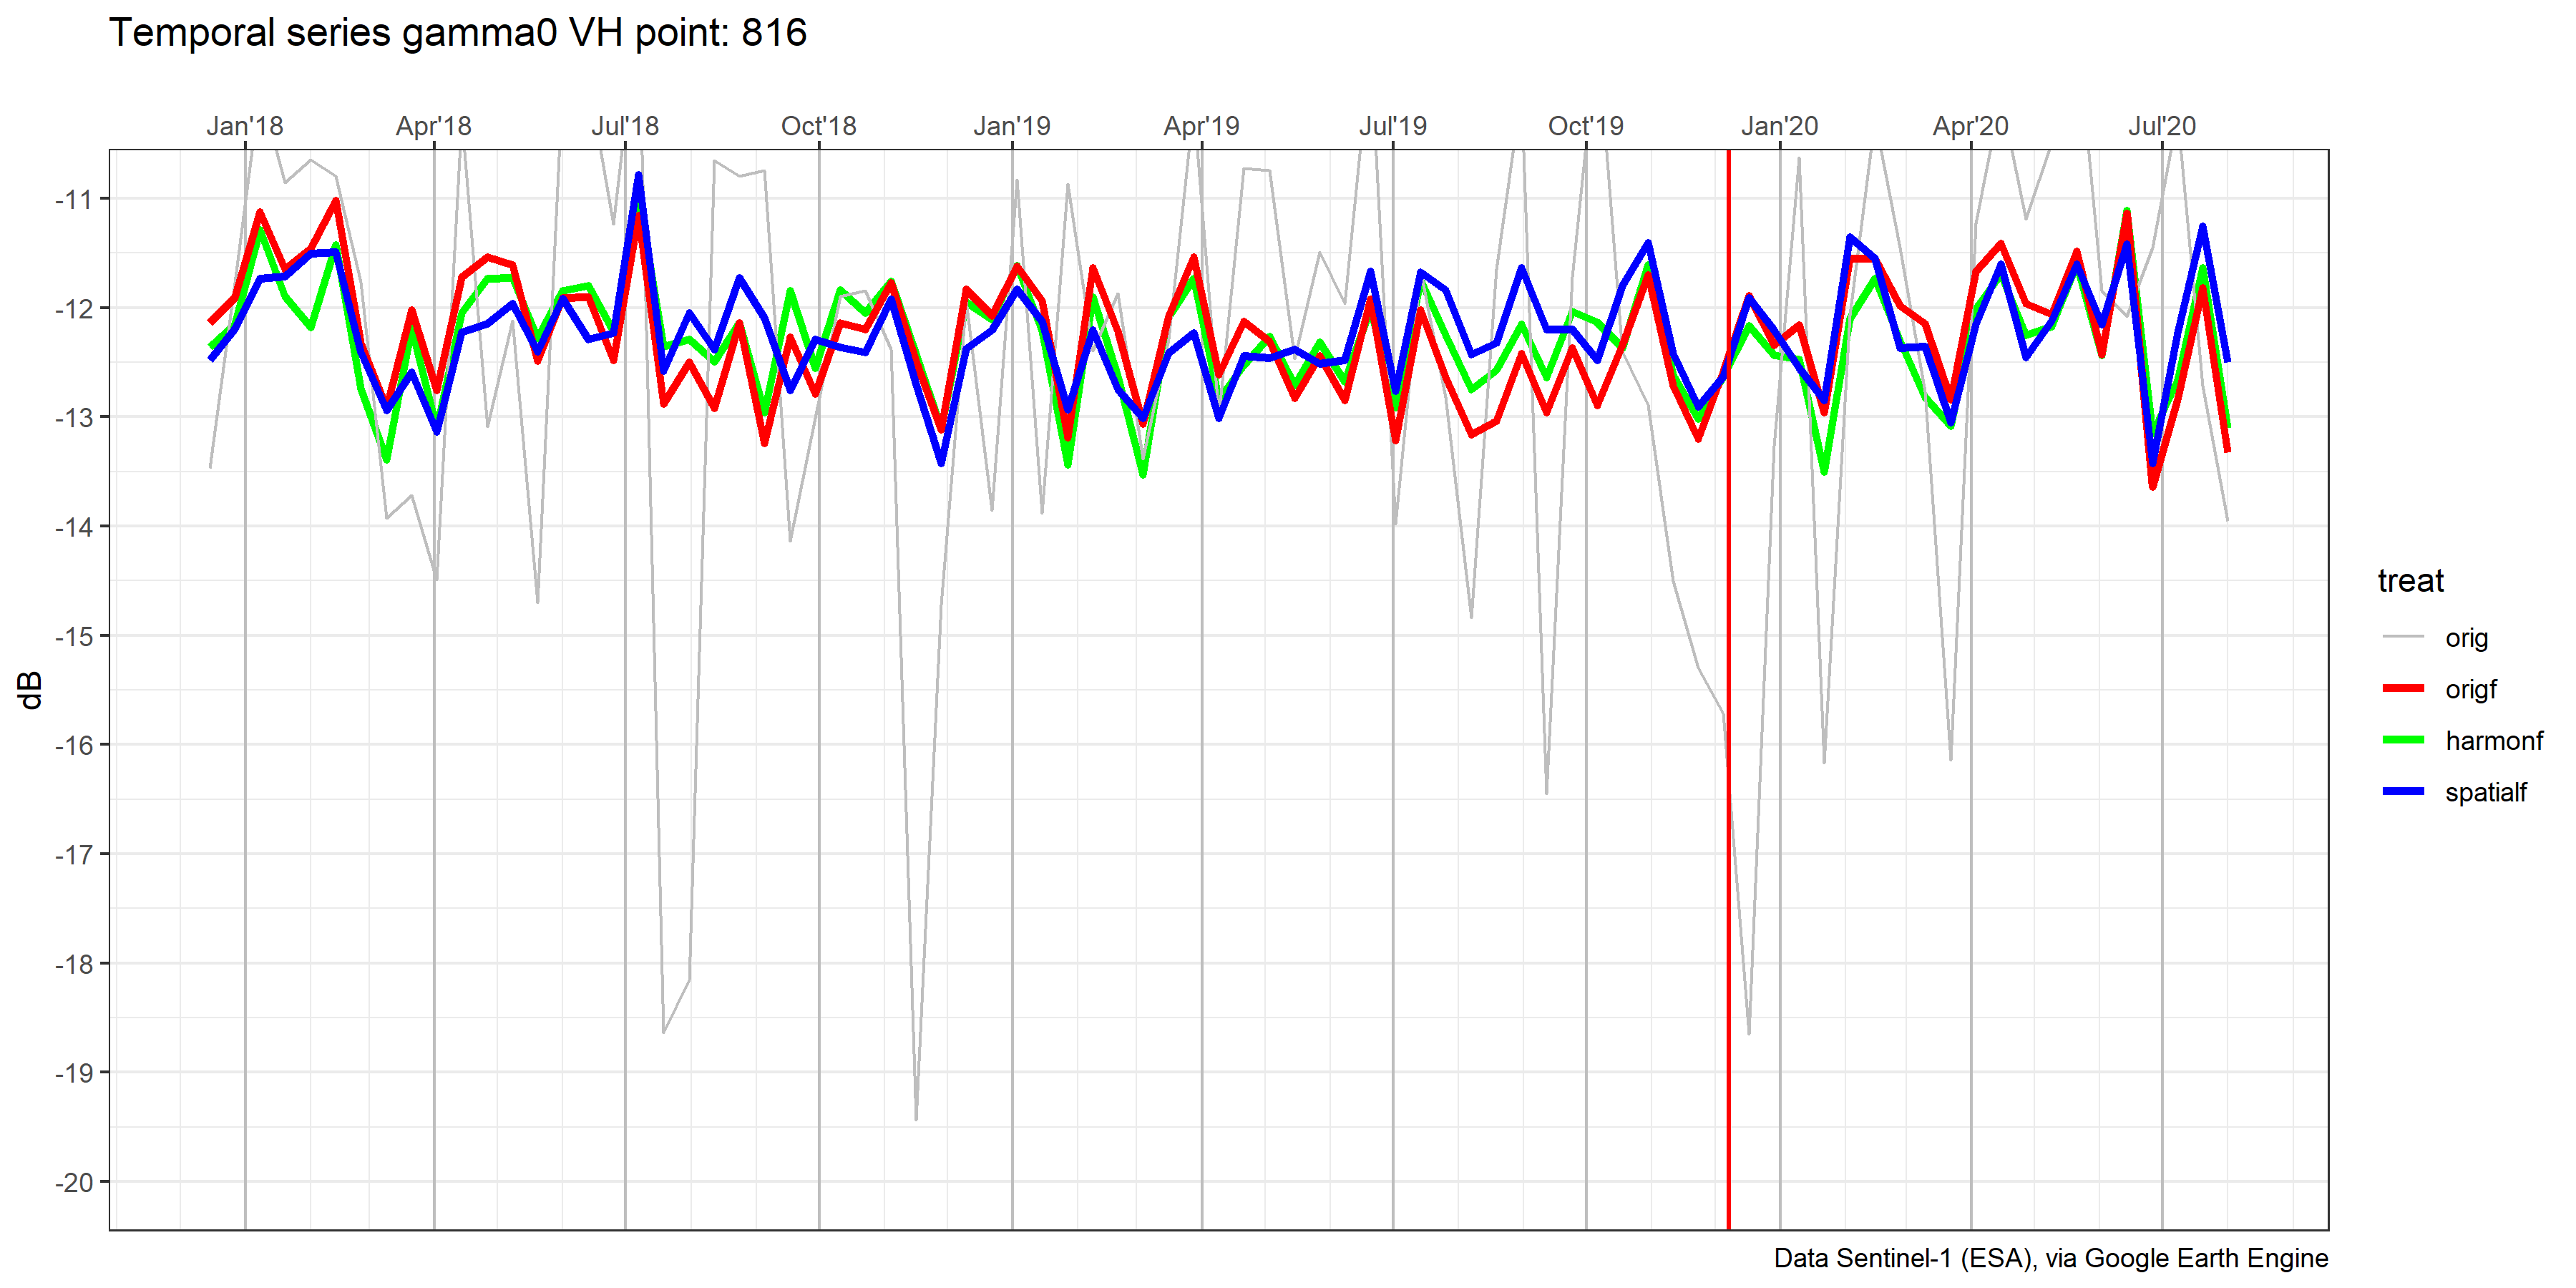 Temporal series gamma0 VH point: 816
Jan'18 Apr'18 Jul'18 Oct'18 Jan'19 Apr'19 Jul'19 Oct'19 Jan'20 Apr'20 Jul'20
-11
-12
-13
-14
-15
-16
-17
-18
-19
-20
dB
treat
orig
origf
harmonf
spatialf
Data Sentinel-1 (ESA), via Google Earth Engine